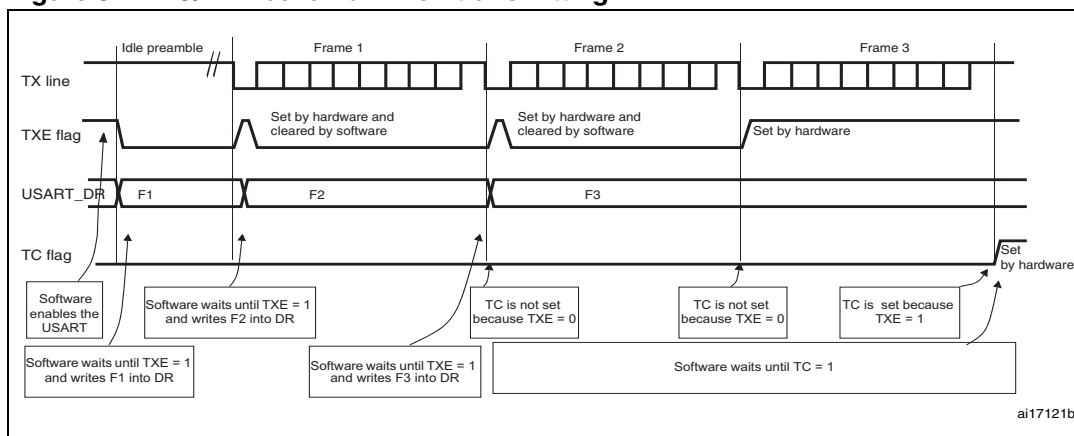 Idle preamble
Frame 1
Frame 2
Frame 3
TX line
TXE flag
Set by hardware and
cleared by software
Set by hardware and
cleared by software
Set by hardware
USART_DR
F1
F2
F3
TC flag
Set
by hardware
Software
enables the
USART
Software waits until TXE = 1
and writes F2 into DR
TC is not set
because TXE = 0
TC is not set
because TXE = 0
TC is set because
TXE = 1
Software waits until TXE = 1
and writes F1 into DR
Software waits until TXE = 1
and writes F3 into DR
Software waits until TC = 1
ai17121b